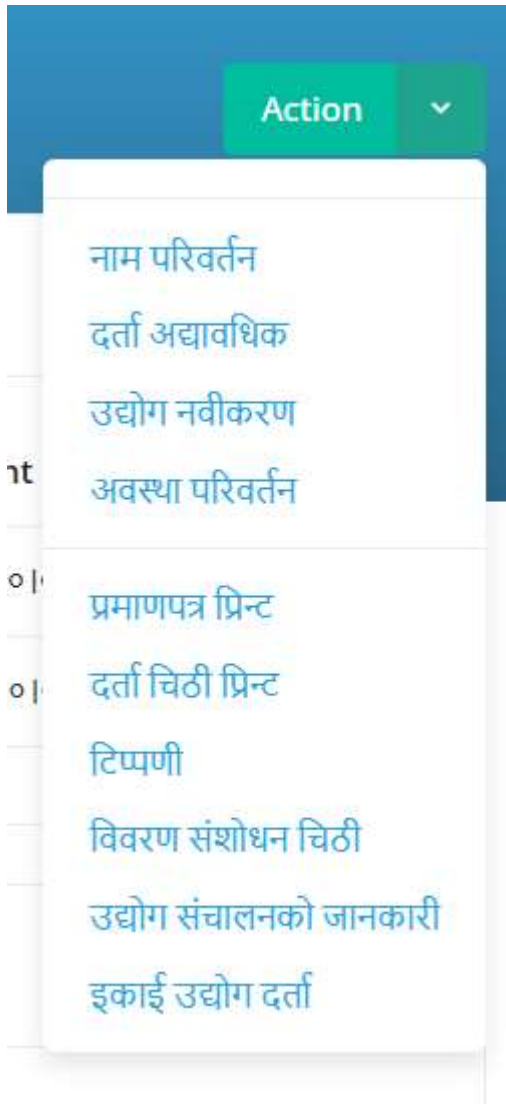 Action
नाम परिवर्तन
दर्ता अद्यावधिक
उद्योग नवीकरण
अवस्था परिवर्तन
प्रमाणपत्र प्रिन्ट
दर्ता चिठी प्रिन्ट
टिप्पणी
विवरण संशोधन चिठी
उद्योग संचालनको जानकारी
इकाई उद्योग दर्ता